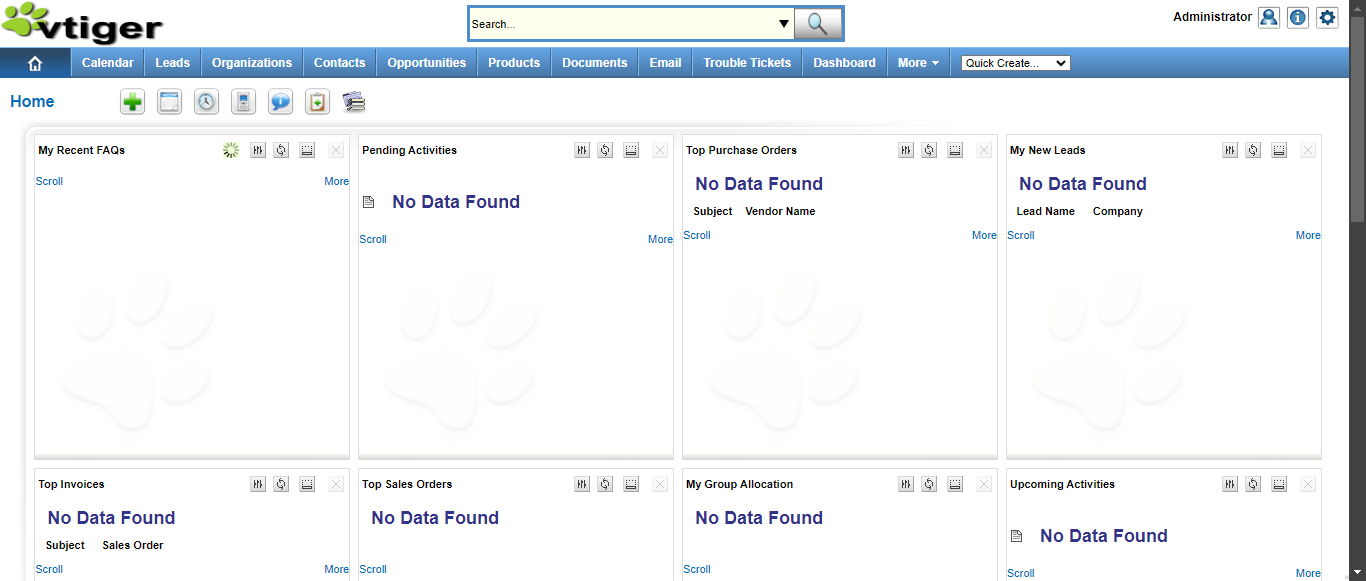 vtiger
Search...
Administrator
Calendar Leads Organizations Contacts Opportunities Products Documents Email Trouble Tickets Dashboard More Quick Create...
Home
My Recent FAQs
Scroll More
Pending Activities
No Data Found
Scroll More
Top Purchase Orders
No Data Found
Subject Vendor Name
Scroll More
My New Leads
No Data Found
Lead Name Company
Scroll More
Top Invoices
No Data Found
Subject Sales Order
Scroll More
Top Sales Orders
No Data Found
Scroll
My Group Allocation
No Data Found
Scroll
Upcoming Activities
No Data Found
Scroll More